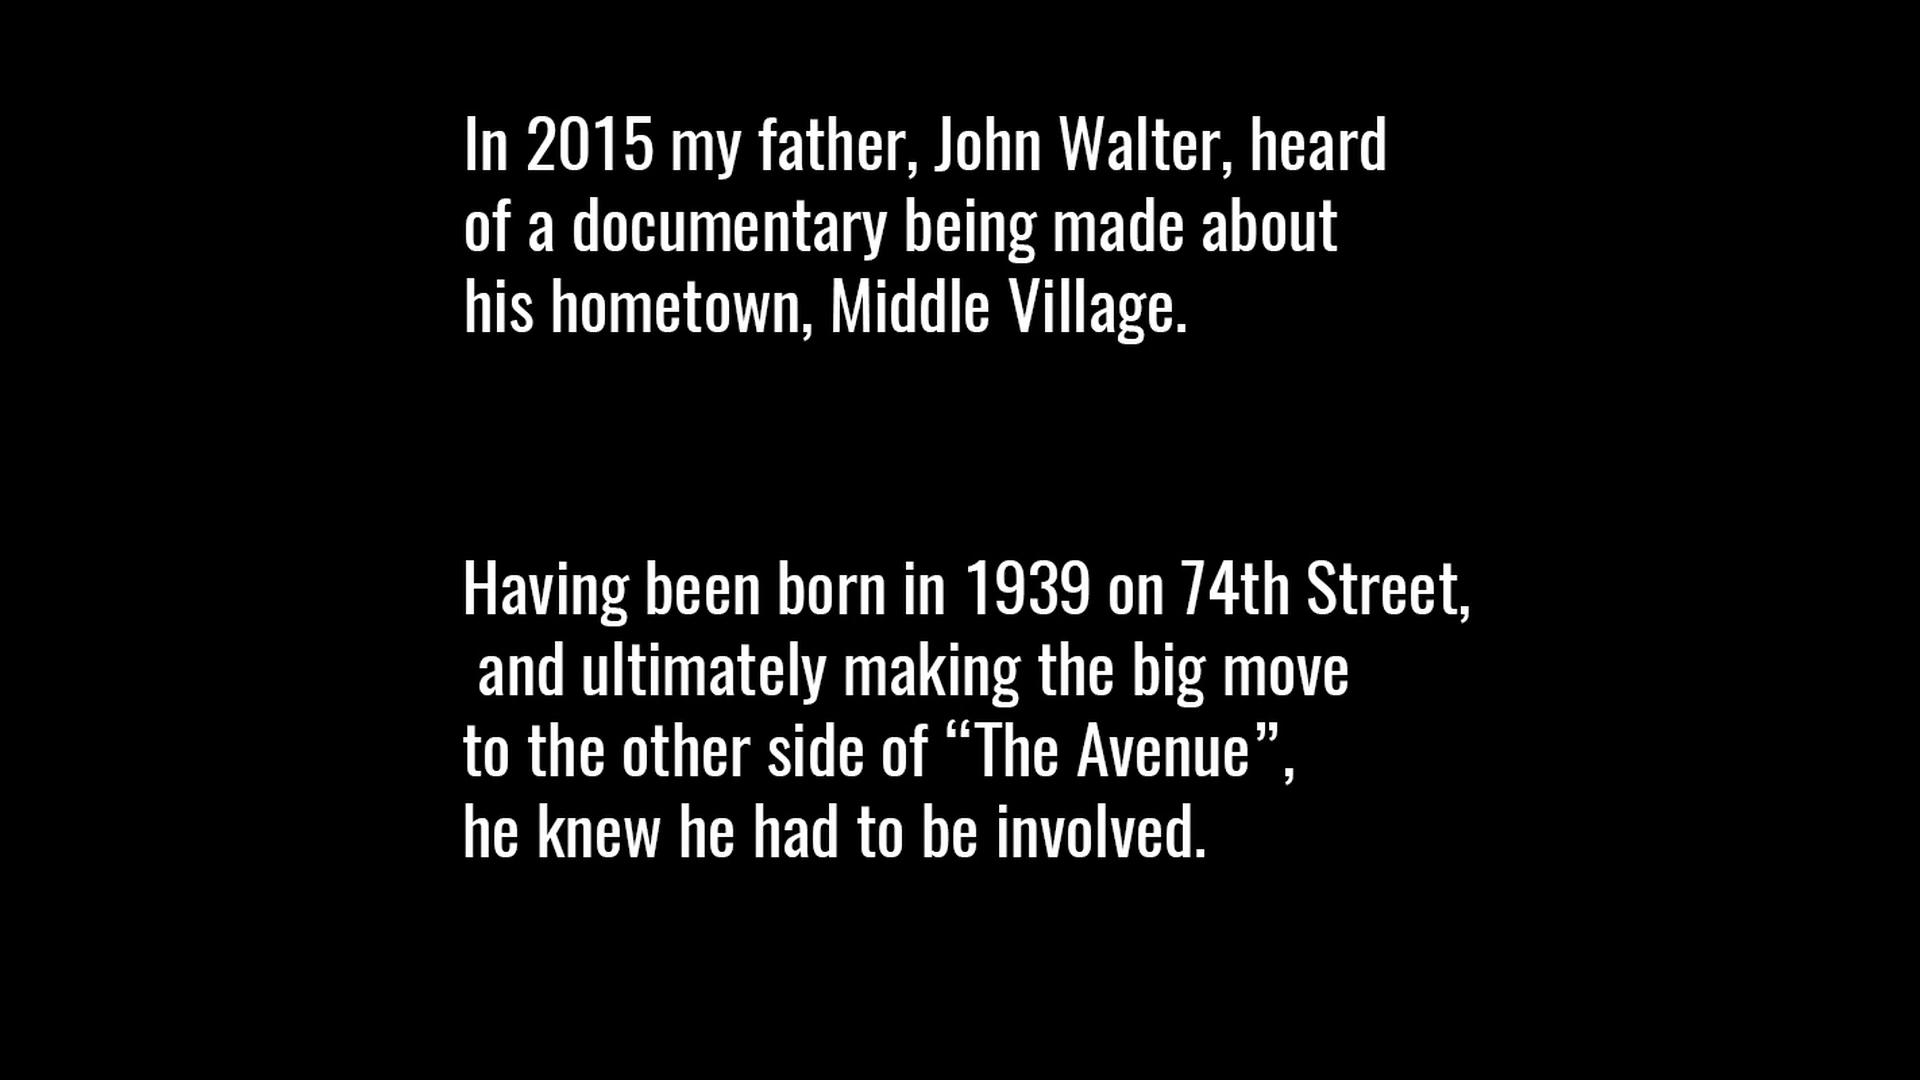 In 2015 my father, John Walter, heard
of a documentary being made about
his hometown, Middle Village.
Having been born in 1939 on 74th Street,
and ultimately making the big move
to the other side of “The Avenue”,
he knew he had to be involved.